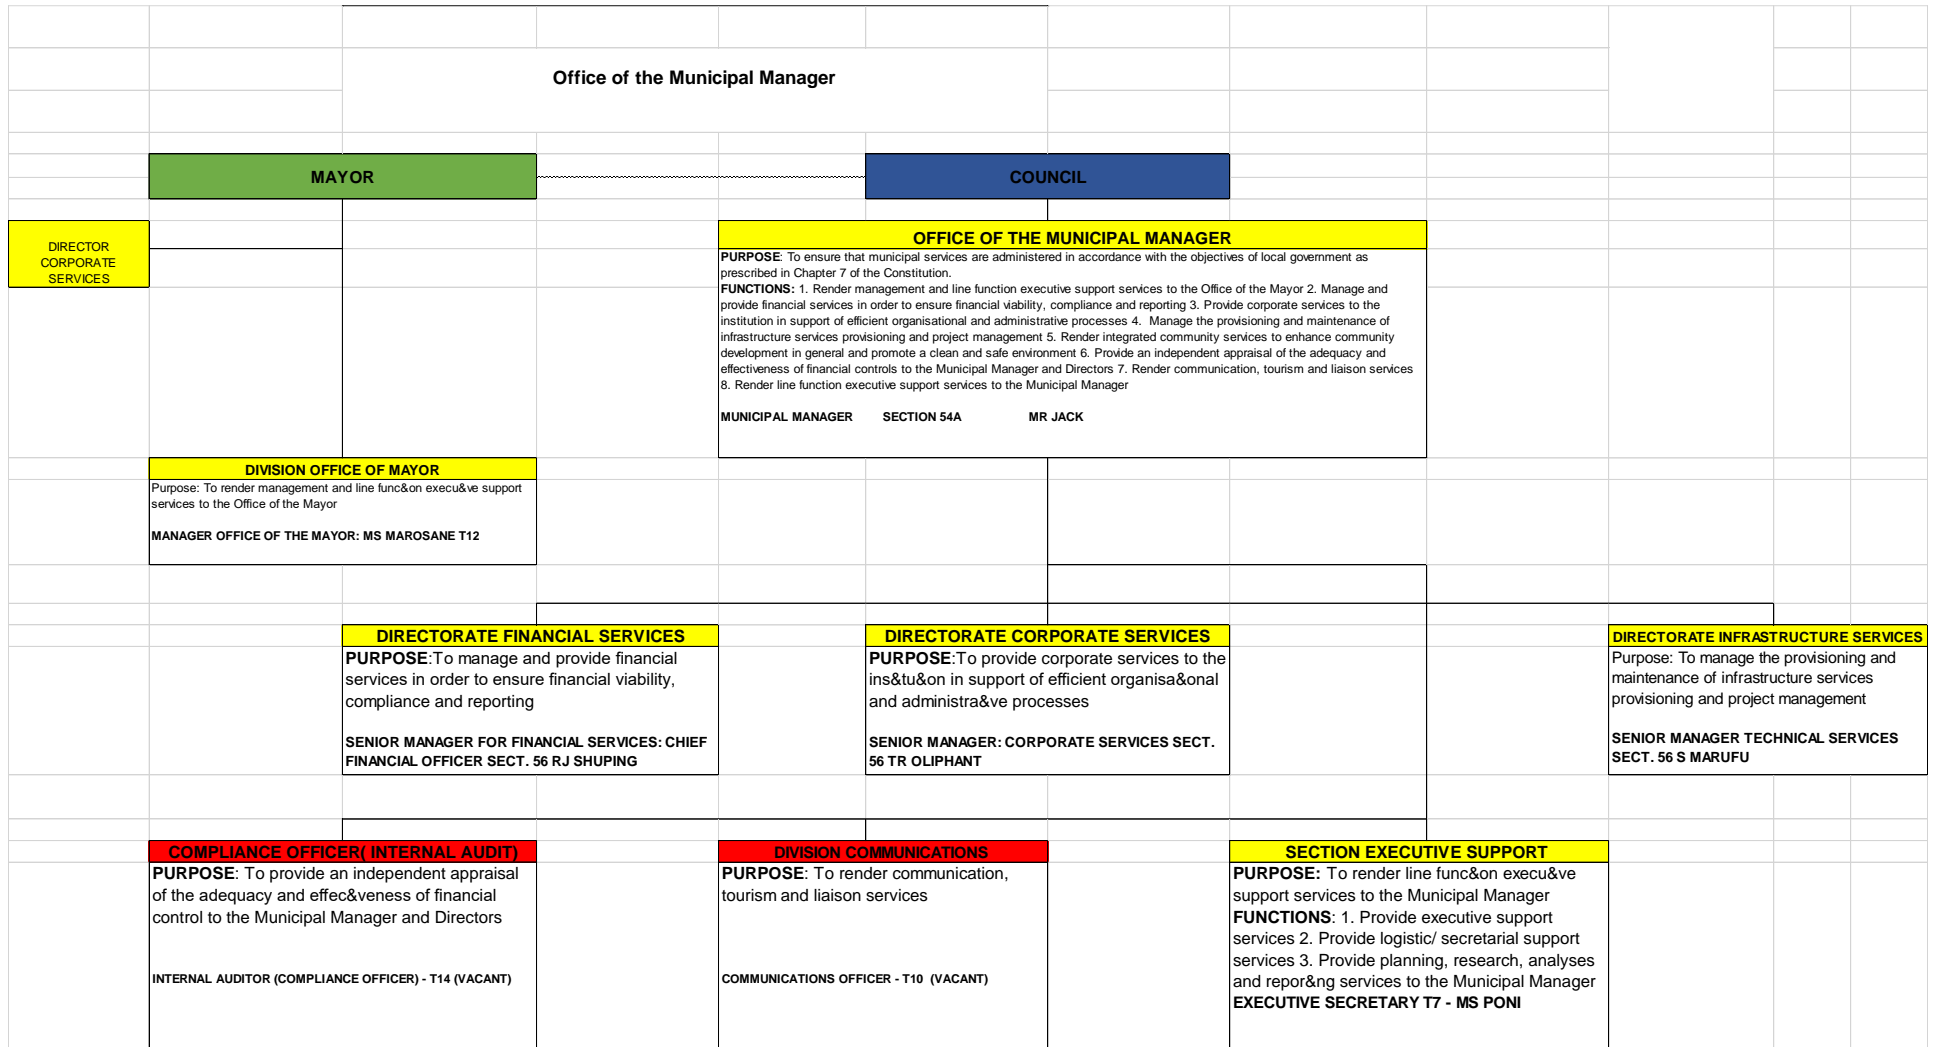 Office of the Municipal Manager
MAYOR
COUNCIL
DIRECTOR
CORPORATE
SERVICES
OFFICE OF THE MUNICIPAL MANAGER
PURPOSE: To ensure that municipal services are administered in accordance with the objectives of local government as
prescribed in Chapter 7 of the Constitution.
FUNCTIONS: 1. Render management and line function executive support services to the Office of the Mayor 2. Manage and
provide financial services in order to ensure financial viability, compliance and reporting 3. Provide corporate services to the
institution in support of efficient organisational and administrative processes 4. Manage the provisioning and maintenance of
infrastructure services provisioning and project management 5. Render integrated community services to enhance community
development in general and promote a clean and safe environment 6. Provide an independent appraisal of the adequacy and
effectiveness of financial controls to the Municipal Manager and Directors 7. Render communication, tourism and liaison services
8. Render line function executive support services to the Municipal Manager
MUNICIPAL MANAGER SECTION 54A MR JACK
DIVISION OFFICE OF MAYOR
Purpose: To render management and line func&on execu&ve support
services to the Office of the Mayor
MANAGER OFFICE OF THE MAYOR: MS MAROSANE T12
DIRECTORATE FINANCIAL SERVICES
PURPOSE:To manage and provide financial
services in order to ensure financial viability,
compliance and reporting
SENIOR MANAGER FOR FINANCIAL SERVICES: CHIEF
FINANCIAL OFFICER SECT. 56 RJ SHUPING
DIRECTORATE CORPORATE SERVICES
PURPOSE:To provide corporate services to the
ins&tu&on in support of efficient organisa&onal
and administra&ve processes
SENIOR MANAGER: CORPORATE SERVICES SECT.
56 TR OLIPHANT
DIRECTORATE INFRASTRUCTURE SERVICES
Purpose: To manage the provisioning and
maintenance of infrastructure services
provisioning and project management
SENIOR MANAGER TECHNICAL SERVICES
SECT. 56 S MARUFU
COMPLIANCE OFFICER( INTERNAL AUDIT)
PURPOSE: To provide an independent appraisal
of the adequacy and effec&veness of financial
control to the Municipal Manager and Directors
INTERNAL AUDITOR (COMPLIANCE OFFICER) - T14 (VACANT)
DIVISION COMMUNICATIONS
PURPOSE: To render communication,
tourism and liaison services
COMMUNICATIONS OFFICER - T10 (VACANT)
SECTION EXECUTIVE SUPPORT
PURPOSE: To render line func&on execu&ve
support services to the Municipal Manager
FUNCTIONS: 1. Provide executive support
services 2. Provide logistic/ secretarial support
services 3. Provide planning, research, analyses
and repor&ng services to the Municipal Manager
EXECUTIVE SECRETARY T7 - MS PONI